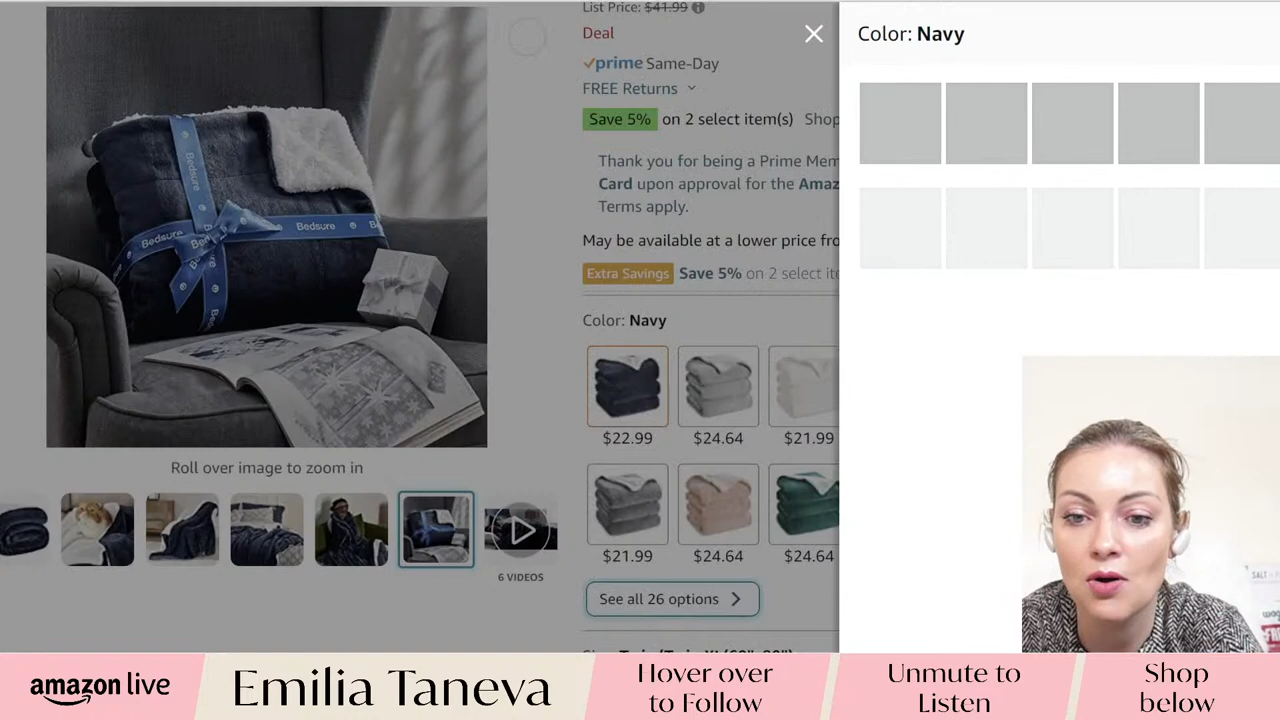 List Price: $41.99
Deal
prime Same-Day
FREE Returns
Save 5% on 2 select item(s) Shop
Thank you for being a Prime Mem
Card upon approval for the Amaz
Terms apply.
May be available at a lower price fro
Extra Savings Save 5% on 2 select ite
Color: Navy
$22.99 $24.64 $21.99
$21.99 $24.64 $24.64
See all 26 options
Color: Navy
Bedsure
Bedsure
Roll over image to zoom in
6 VIDEOS
amazon live
Emilia Taneva
Hover over
to Follow
Unmute to
Listen
Shop
below